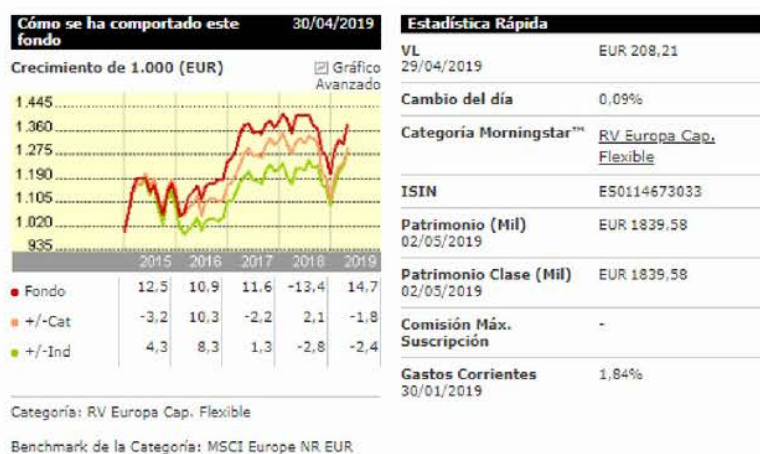 Cómo se ha comportado este fondo
30/04/2019
Crecimiento de 1.000 (EUR)
Gráfico Avanzado
1.445
1.360
1.275
1.190
1.105
1.020
935
2015 2016 2017 2018 2019
Fondo 12,5 10,9 11,6 -13,4 14,7
+/-Cat -3,2 10,3 -2,2 2,1 -1,8
+/-Ind 4,3 8,3 1,3 -2,8 -2,4
Categoría: RV Europa Cap. Flexible
Benchmark de la Categoría: MSCI Europe NR EUR
Estadística Rápida
VL
29/04/2019
EUR 208,21
Cambio del día 0,09%
Categoría Morningstar™ RV Europa Cap.
Flexible
ISIN ES0114673033
Patrimonio (Mil) EUR 1839,58
02/05/2019
Patrimonio Clase (Mil) EUR 1839,58
02/05/2019
Comisión Máx. -
Suscripción
Gastos Corrientes 1,84%
30/01/2019